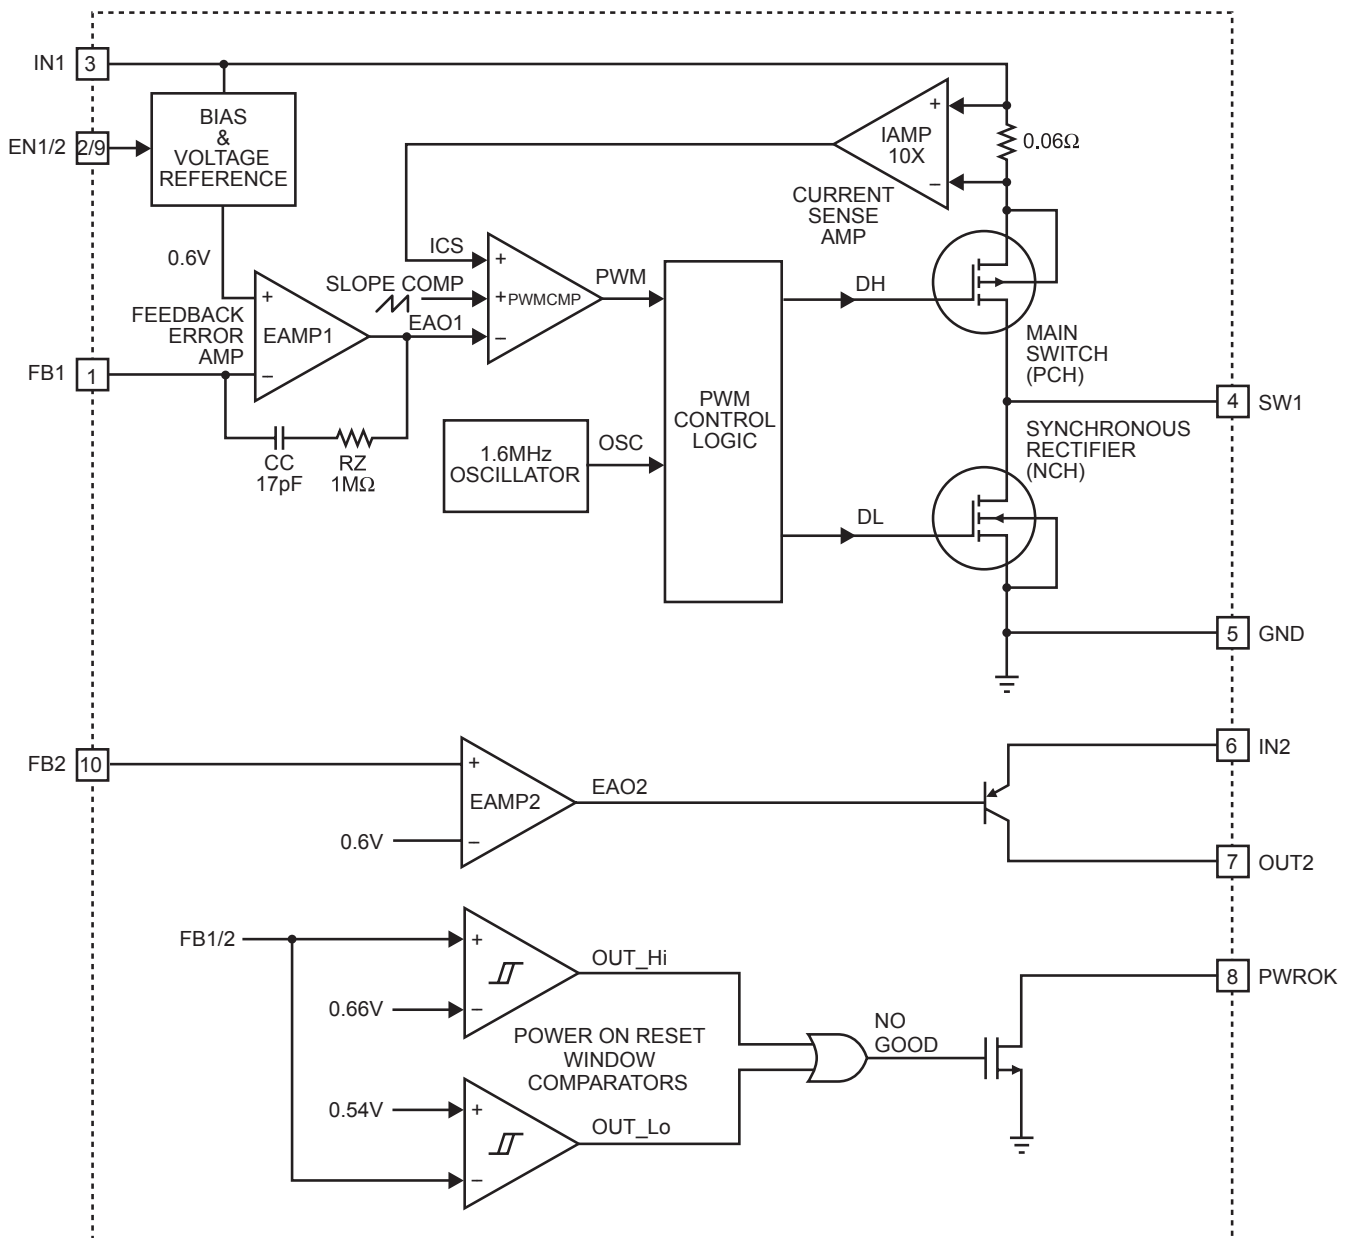 IN1
3
BIAS
&
VOLTAGE
REFERENCE
EN1/2
2/9
+
IAMP
10X
−
0.06Ω
CURRENT
SENSE
AMP
0.6V
ICS
+
SLOPE COMP
+
PWMCMP
EAO1
−
PWM
DH
+
FEEDBACK
ERROR
AMP
EAMP1
−
FB1
1
MAIN
SWITCH
(PCH)
4
SW1
PWM
CONTROL
LOGIC
SYNCHRONOUS
RECTIFIER
(NCH)
CC
17pF
RZ
1MΩ
1.6MHz
OSCILLATOR
OSC
DL
5
GND
6
IN2
FB2
10
+
EAMP2
−
EAO2
0.6V
7
OUT2
FB1/2
+
OUT_Hi
0.66V
−
8
PWROK
POWER ON RESET
WINDOW
COMPARATORS
NO
GOOD
0.54V
+
OUT_Lo
−